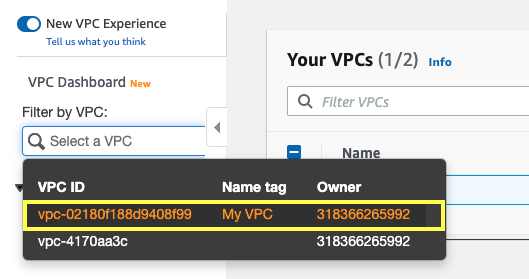 New VPC Experience
Tell us what you think
VPC Dashboard New
Filter by VPC:
Select a VPC
VPC ID Name tag Owner
vpc-02180f188d9408f99 My VPC 318366265992
vpc-4170aa3c 318366265992
Your VPCs (1/2) Info
Filter VPCs
Name